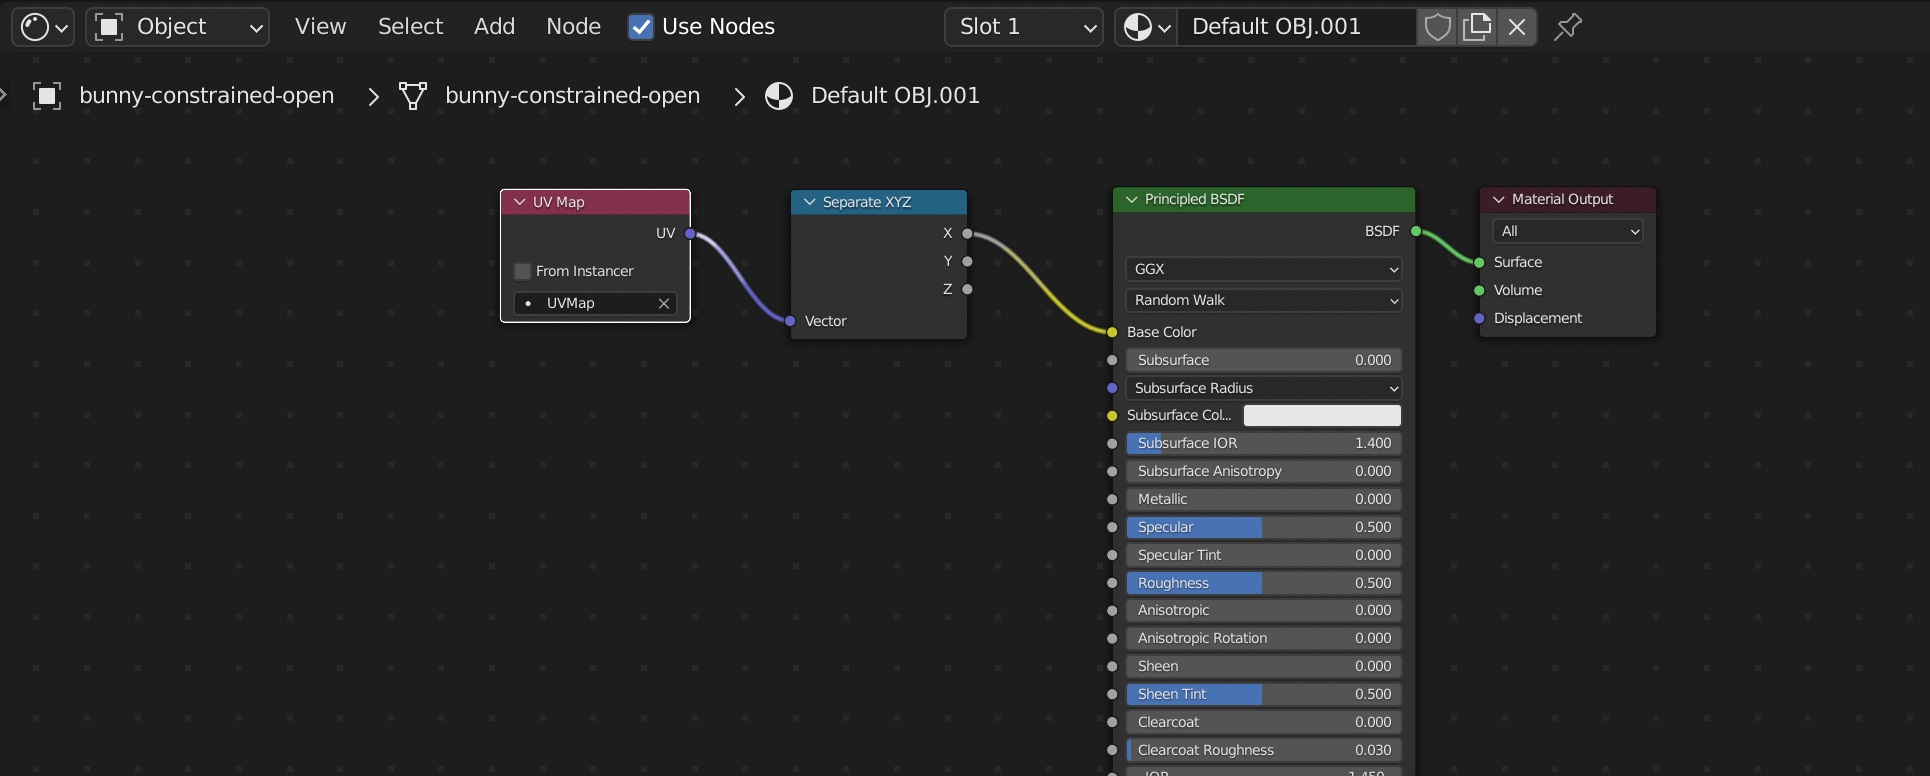 Object View Select Add Node Use Nodes Slot 1 Default OBJ.001
bunny-constrained-open bunny-constrained-open Default OBJ.001
UV Map
UV
From Instancer
UVMap
Separate XYZ
X
Y
Z
Vector
Principled BSDF
BSDF
GGX
Random Walk
Base Color
Subsurface 0.000
Subsurface Radius
Subsurface Col...
Subsurface IOR 1.400
Subsurface Anisotropy 0.000
Metallic 0.000
Specular 0.500
Specular Tint 0.000
Roughness 0.500
Anisotropic 0.000
Anisotropic Rotation 0.000
Sheen 0.000
Sheen Tint 0.500
Clearcoat 0.000
Clearcoat Roughness 0.030
IOR 1.450
Material Output
All
Surface
Volume
Displacement